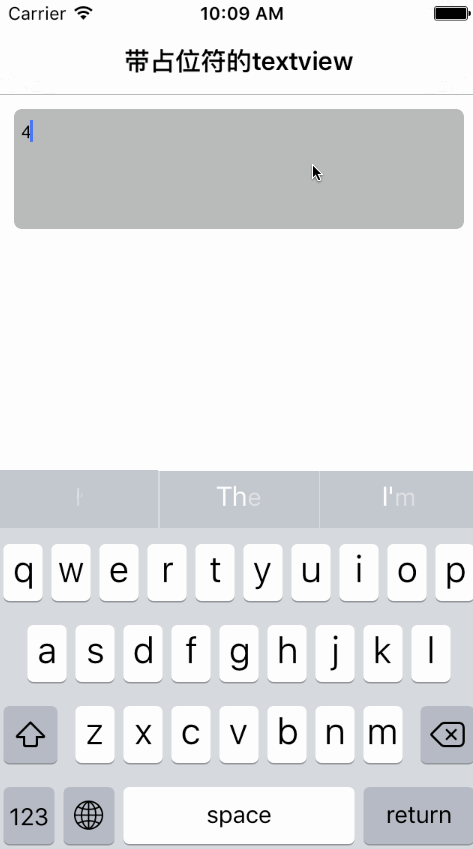 Carrier 10:09 AM
带占位符的textview
4
The I'm
q w e r t y u i o p
a s d f g h j k l
z x c v b n m
123 space return